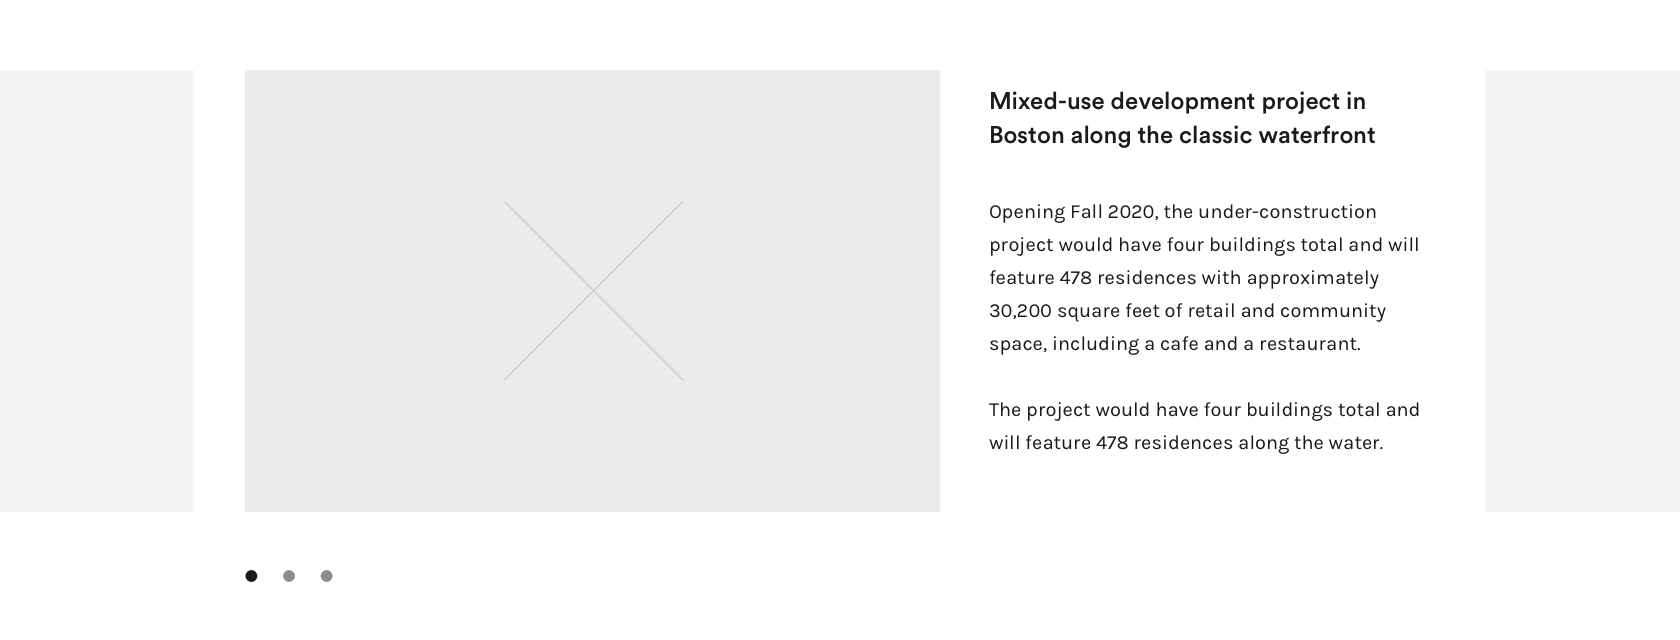 Mixed-use development project in
Boston along the classic waterfront
Opening Fall 2020, the under-construction
project would have four buildings total and will
feature 478 residences with approximately
30,200 square feet of retail and community
space, including a cafe and a restaurant.
The project would have four buildings total and
will feature 478 residences along the water.